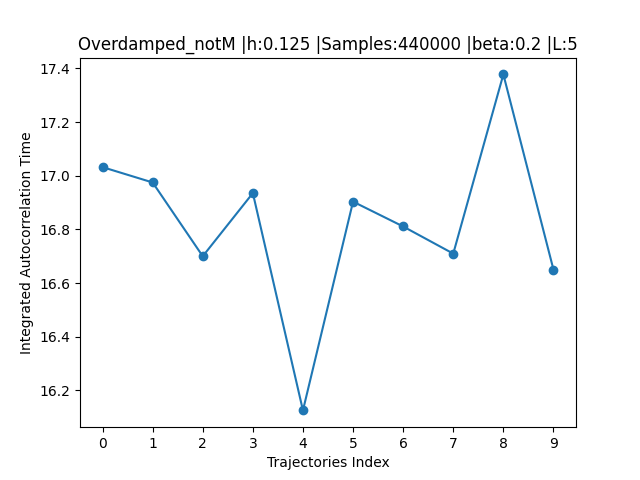 Overdamped_notM |h:0.125 |Samples:440000 |beta:0.2 |L:5
17.4
17.2
17.0
16.8
16.6
16.4
16.2
Integrated Autocorrelation Time
0 1 2 3 4 5 6 7 8 9
Trajectories Index